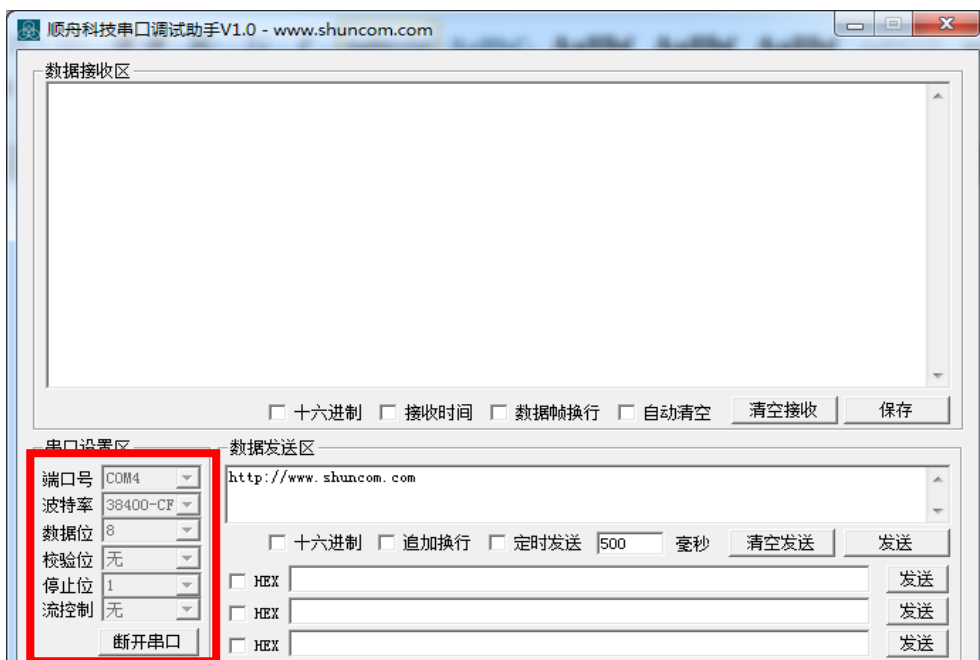 顺舟科技串口调试助手V1.0 - www.shuncom.com
数据接收区
十六进制 接收时间 数据帧换行 自动清空 清空接收 保存
串口设置区
端口号 COM4
波特率 38400-CF
数据位 8
校验位 无
停止位 1
流控制 无
断开串口
数据发送区
http://www.shuncom.com
十六进制 追加换行 定时发送 500 毫秒 清空发送 发送
HEX 发送
HEX 发送
HEX 发送